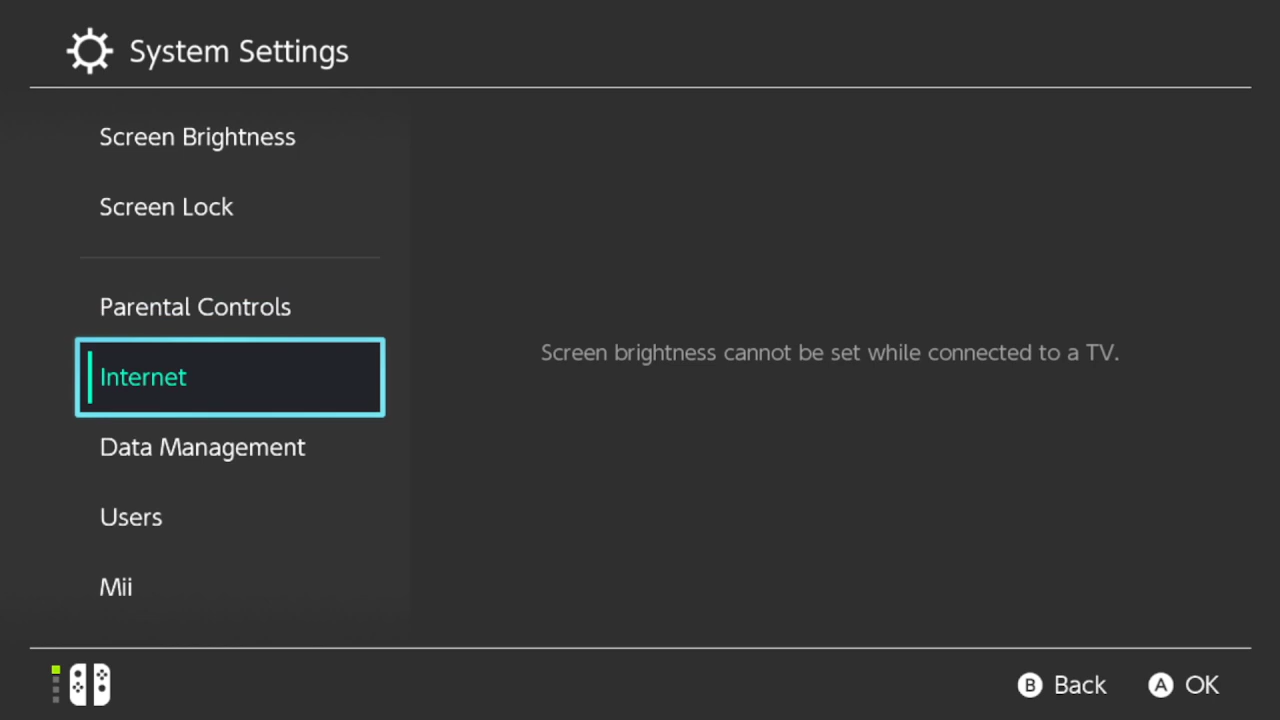 System Settings
Screen Brightness
Screen Lock
Parental Controls
Internet
Data Management
Users
Mii
Screen brightness cannot be set while connected to a TV.
B Back A OK